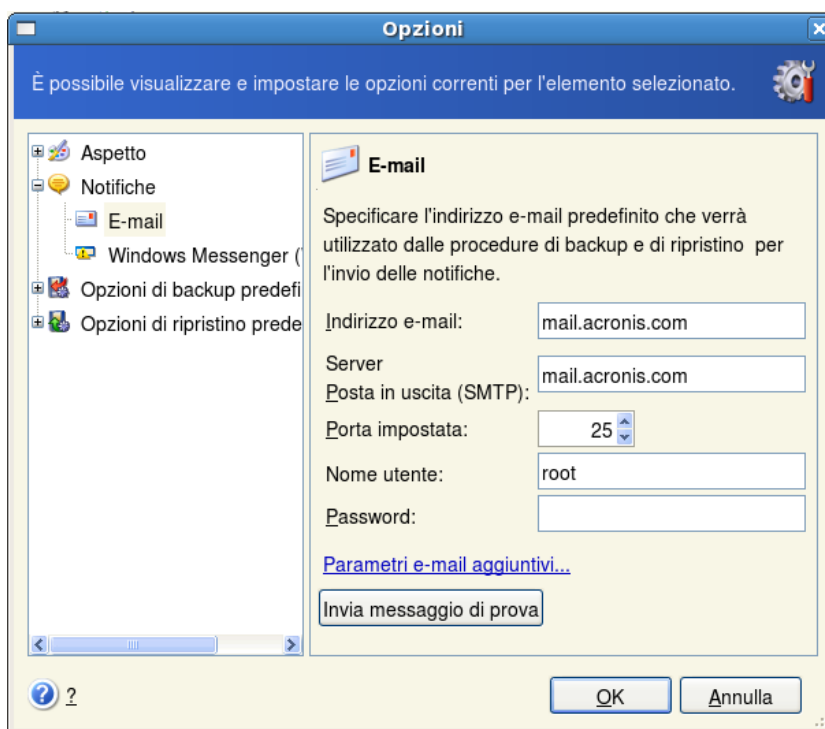 Opzioni
È possibile visualizzare e impostare le opzioni correnti per l'elemento selezionato.
Aspetto
Notifiche
E-mail
Windows Messenger (
Opzioni di backup predefi
Opzioni di ripristino prede
E-mail
Specificare l'indirizzo e-mail predefinito che verrà
utilizzato dalle procedure di backup e di ripristino per
l'invio delle notifiche.
Indirizzo e-mail: mail.acronis.com
Server
Posta in uscita (SMTP): mail.acronis.com
Porta impostata: 25
Nome utente: root
Password:
Parametri e-mail aggiuntivi...
Invia messaggio di prova
?
OK
Annulla